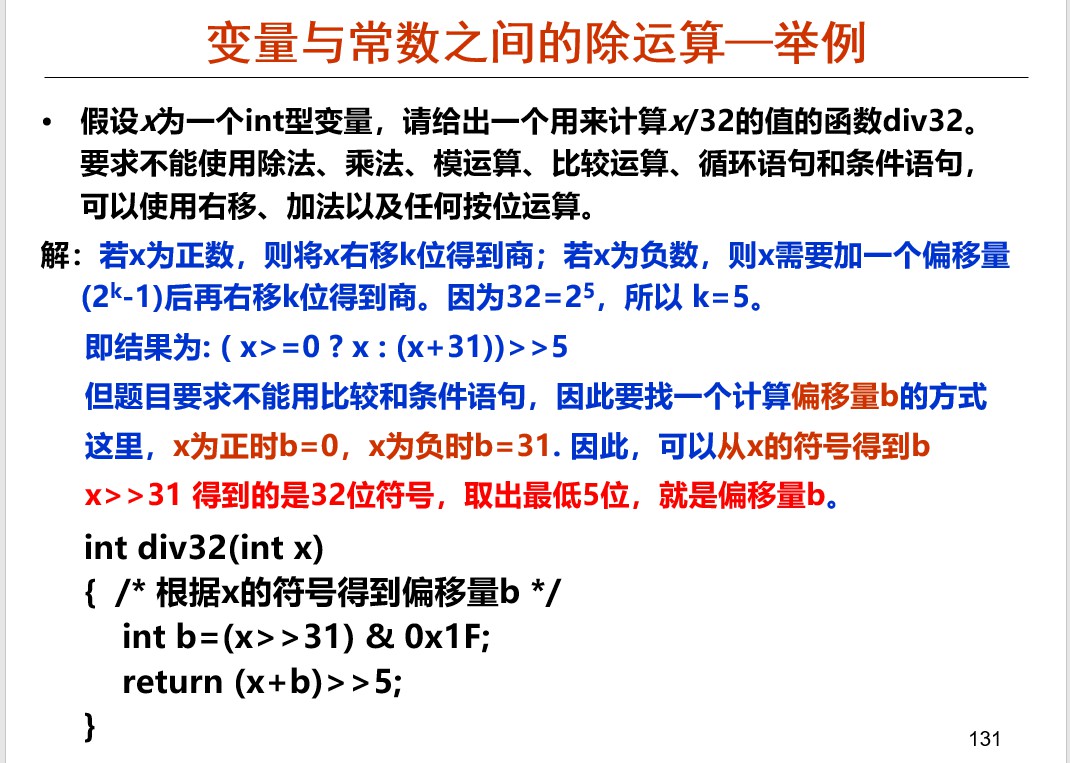 变量与常数之间的除运算—举例
• 假设x为一个int型变量，请给出一个用来计算x/32的值的函数div32。
要求不能使用除法、乘法、模运算、比较运算、循环语句和条件语句，
可以使用右移、加法以及任何按位运算。
解：若x为正数，则将x右移k位得到商；若x为负数，则x需要加一个偏移量
(2ᵏ-1)后再右移k位得到商。因为32=2⁵，所以 k=5。
即结果为: ( x>=0 ? x : (x+31))>>5
但题目要求不能用比较和条件语句，因此要找一个计算偏移量b的方式
这里，x为正时b=0，x为负时b=31. 因此，可以从x的符号得到b
x>>31 得到的是32位符号，取出最低5位，就是偏移量b。
int div32(int x)
{ /* 根据x的符号得到偏移量b */
int b=(x>>31) & 0x1F;
return (x+b)>>5;
}
131